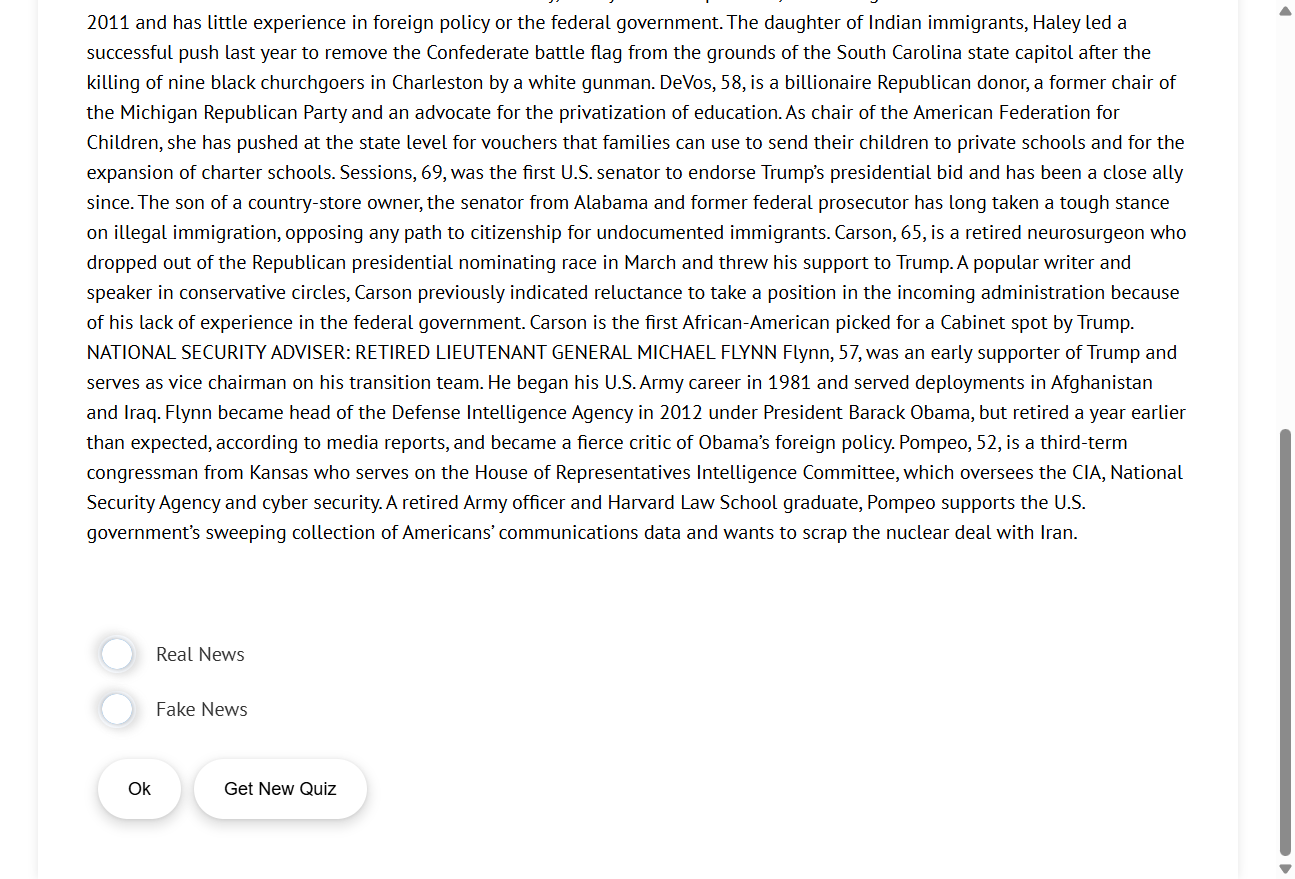 2011 and has little experience in foreign policy or the federal government. The daughter of Indian immigrants, Haley led a
successful push last year to remove the Confederate battle flag from the grounds of the South Carolina state capitol after the
killing of nine black churchgoers in Charleston by a white gunman. DeVos, 58, is a billionaire Republican donor, a former chair of
the Michigan Republican Party and an advocate for the privatization of education. As chair of the American Federation for
Children, she has pushed at the state level for vouchers that families can use to send their children to private schools and for the
expansion of charter schools. Sessions, 69, was the first U.S. senator to endorse Trump’s presidential bid and has been a close ally
since. The son of a country-store owner, the senator from Alabama and former federal prosecutor has long taken a tough stance
on illegal immigration, opposing any path to citizenship for undocumented immigrants. Carson, 65, is a retired neurosurgeon who
dropped out of the Republican presidential nominating race in March and threw his support to Trump. A popular writer and
speaker in conservative circles, Carson previously indicated reluctance to take a position in the incoming administration because
of his lack of experience in the federal government. Carson is the first African-American picked for a Cabinet spot by Trump.
NATIONAL SECURITY ADVISER: RETIRED LIEUTENANT GENERAL MICHAEL FLYNN Flynn, 57, was an early supporter of Trump and
serves as vice chairman on his transition team. He began his U.S. Army career in 1981 and served deployments in Afghanistan
and Iraq. Flynn became head of the Defense Intelligence Agency in 2012 under President Barack Obama, but retired a year earlier
than expected, according to media reports, and became a fierce critic of Obama’s foreign policy. Pompeo, 52, is a third-term
congressman from Kansas who serves on the House of Representatives Intelligence Committee, which oversees the CIA, National
Security Agency and cyber security. A retired Army officer and Harvard Law School graduate, Pompeo supports the U.S.
government’s sweeping collection of Americans’ communications data and wants to scrap the nuclear deal with Iran.
Real News
Fake News
Ok Get New Quiz